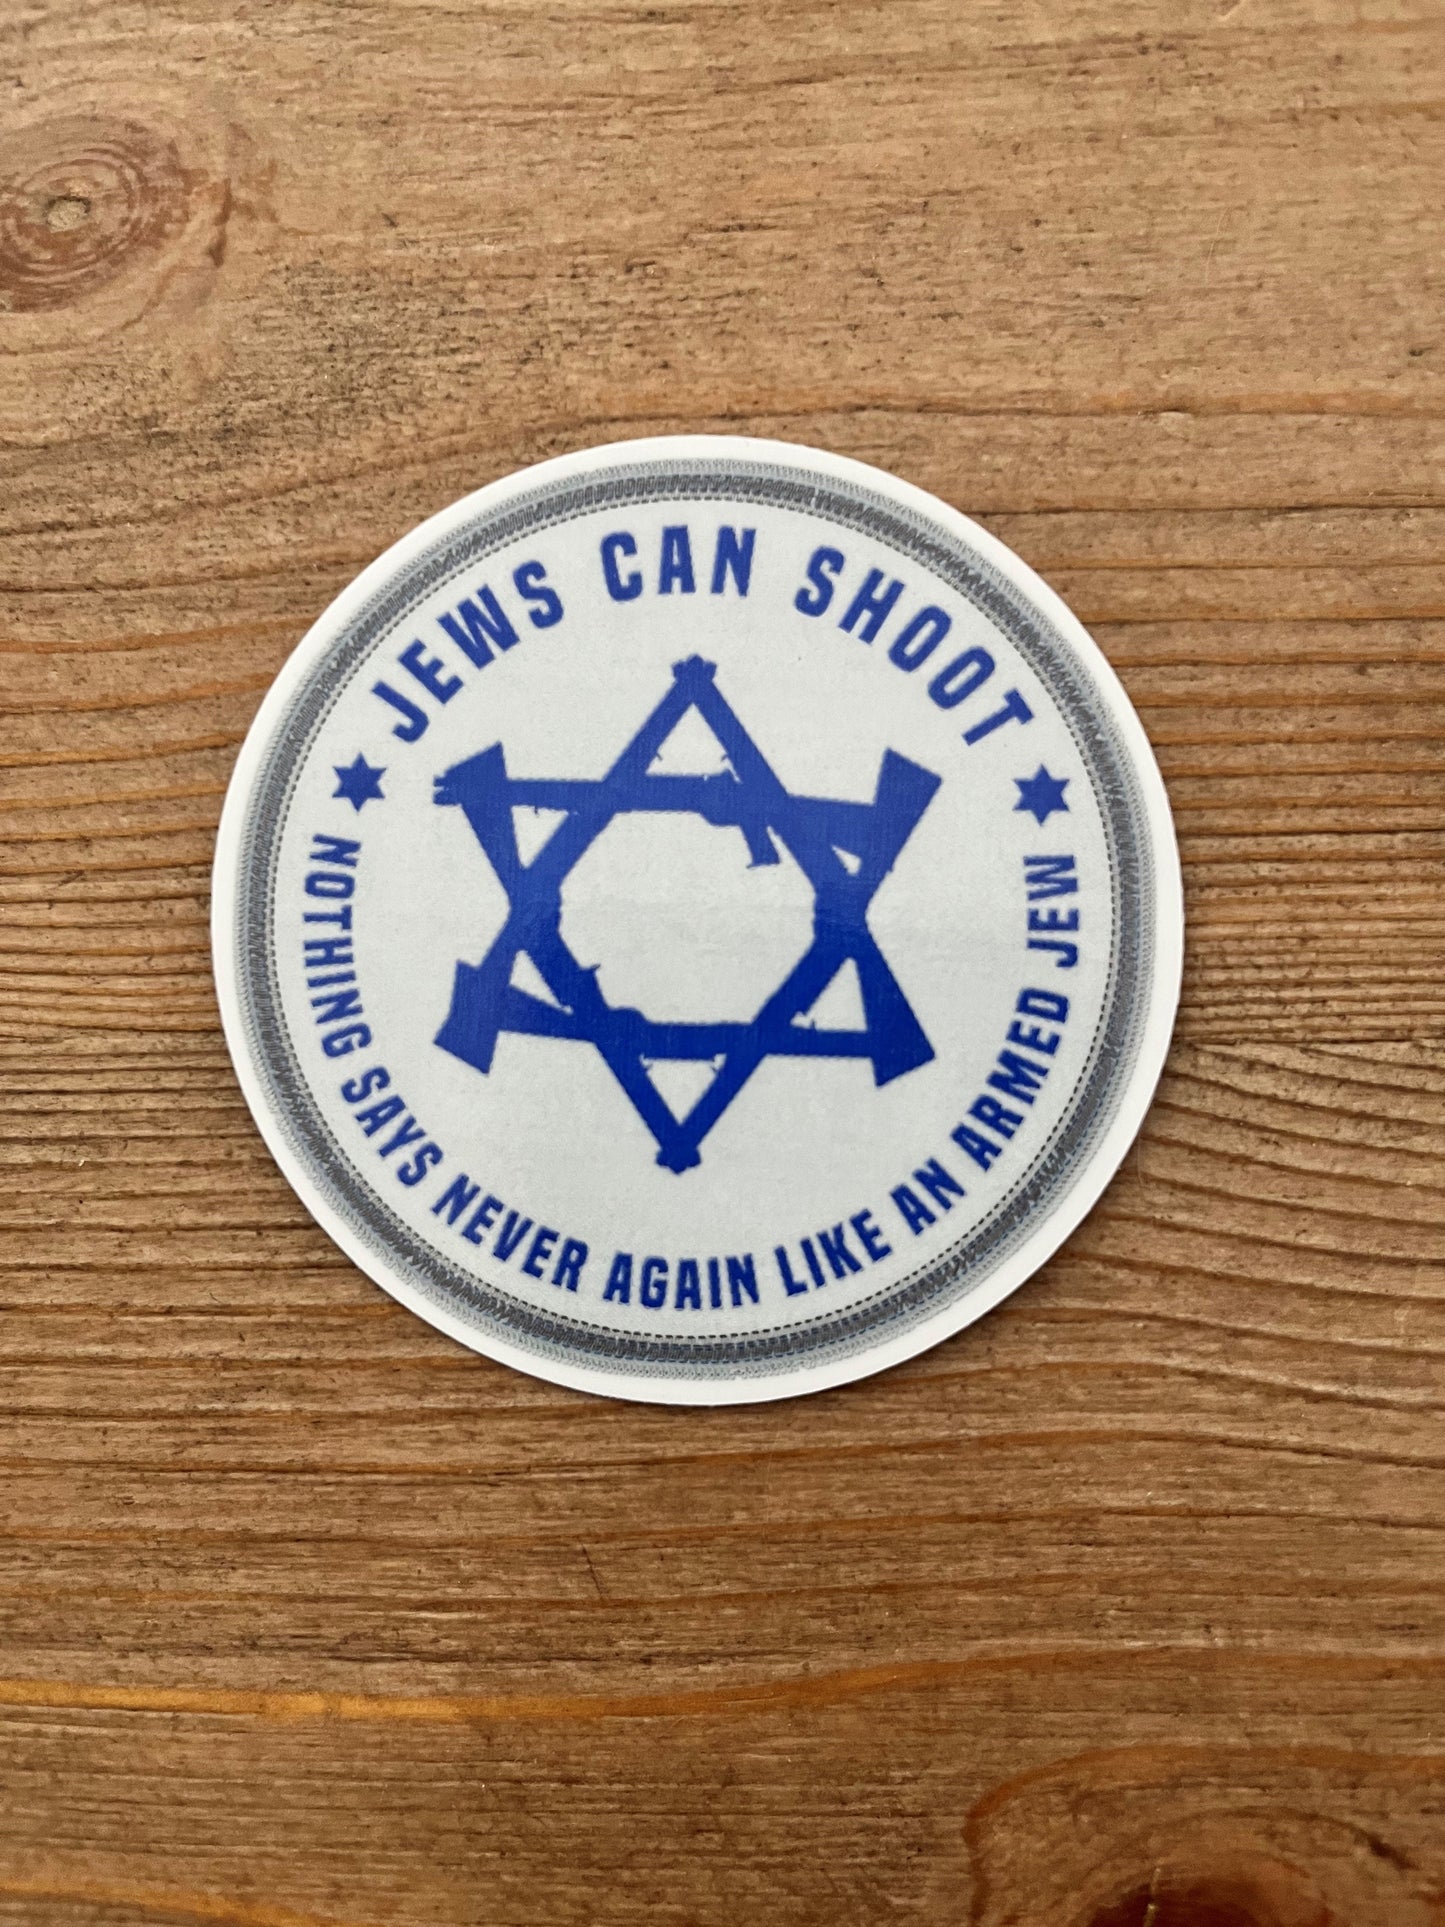 JEWS CAN SHOOT
NOTHING SAYS NEVER AGAIN LIKE AN ARMED JEW